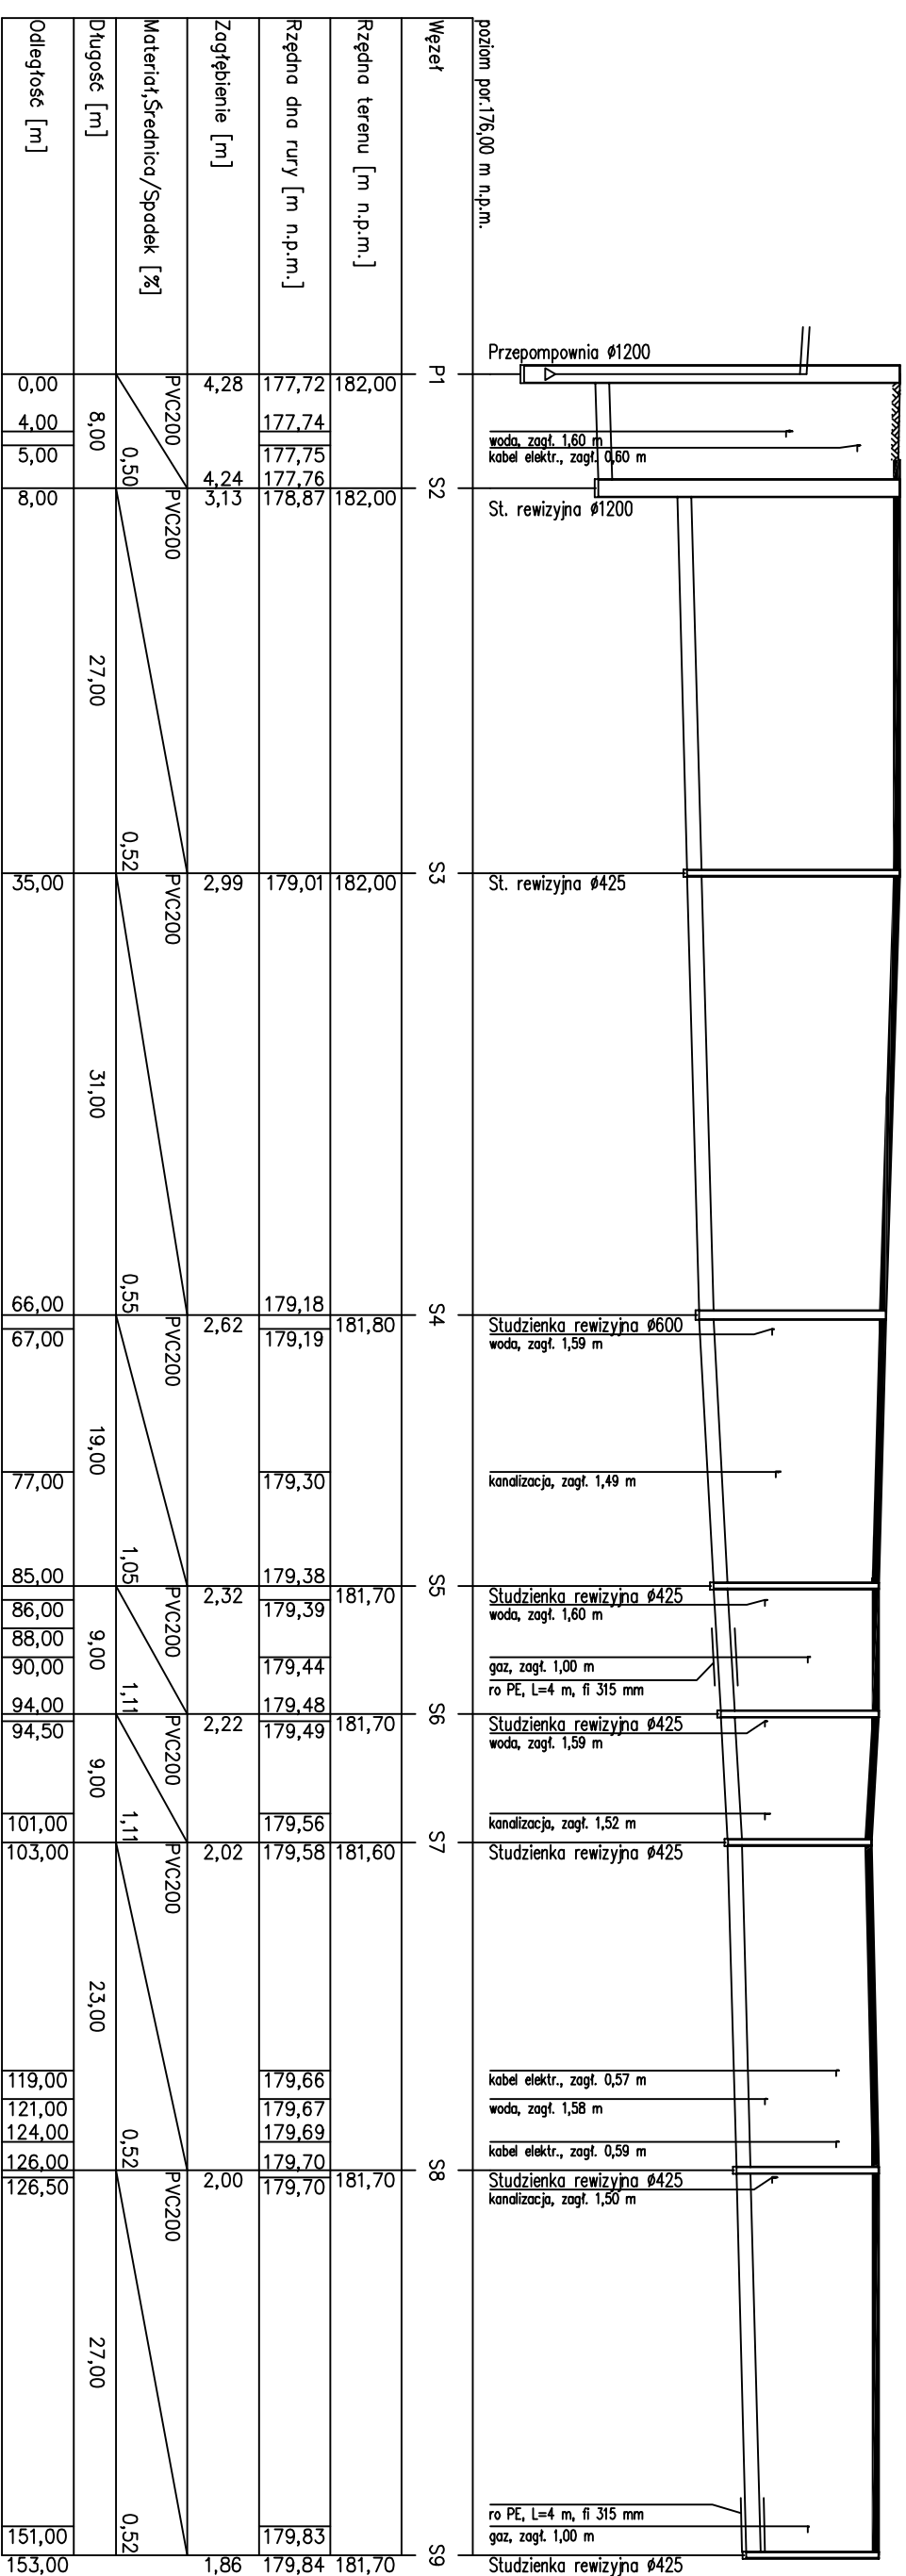 poziom por.176,00 m n.p.m.
Węzeł
Rzędna terenu [m n.p.m.]
Rzędna dna rury [m n.p.m.]
Zagłębienie [m]
Materiał,Średnica/Spadek [%]
Długość [m]
Odległość [m]
Przepompownia ø1200
P1
182,00
177,72
4,28
PVC200
0,00
woda, zagł. 1,60 m
177,74
4,00
8,00
kabel elektr., zagł. 0,60 m
177,75
5,00
0,50
177,76
4,24
S2
St. rewizyjna ø1200
182,00
178,87
3,13
PVC200
8,00
27,00
0,52
S3
St. rewizyjna ø425
182,00
179,01
2,99
PVC200
35,00
31,00
0,55
179,18
66,00
S4
Studzienka rewizyjna ø600
181,80
2,62
PVC200
woda, zagł. 1,59 m
179,19
67,00
19,00
kanalizacja, zagł. 1,49 m
179,30
77,00
1,05
179,38
85,00
S5
Studzienka rewizyjna ø425
181,70
2,32
PVC200
woda, zagł. 1,60 m
179,39
86,00
88,00
9,00
gaz, zagł. 1,00 m
179,44
90,00
ro PE, L=4 m, fi 315 mm
1,11
179,48
94,00
S6
Studzienka rewizyjna ø425
181,70
2,22
PVC200
woda, zagł. 1,59 m
179,49
94,50
9,00
kanalizacja, zagł. 1,52 m
179,56
101,00
1,11
S7
Studzienka rewizyjna ø425
181,60
179,58
2,02
PVC200
103,00
23,00
kabel elektr., zagł. 0,57 m
179,66
119,00
woda, zagł. 1,58 m
179,67
121,00
kabel elektr., zagł. 0,59 m
179,69
124,00
0,52
179,70
126,00
S8
Studzienka rewizyjna ø425
181,70
2,00
PVC200
kanalizacja, zagł. 1,50 m
179,70
126,50
27,00
ro PE, L=4 m, fi 315 mm
gaz, zagł. 1,00 m
179,83
151,00
0,52
S9
Studzienka rewizyjna ø425
181,70
179,84
1,86
153,00